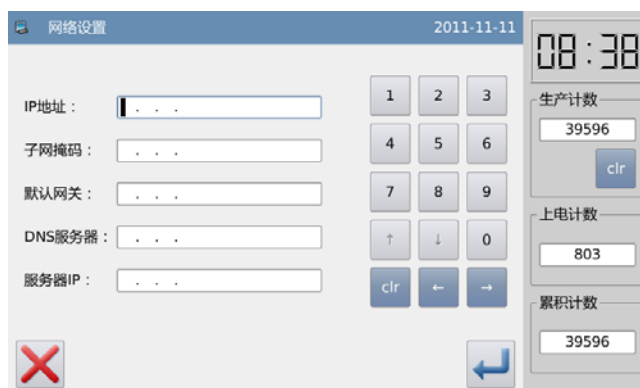 网络设置 2011-11-11
08:38
IP地址： . . .
子网掩码： . . .
默认网关： . . .
DNS服务器： . . .
服务器IP： . . .
1 2 3
4 5 6
7 8 9
↑ ↓ 0
clr ← →
生产计数
39596
clr
上电计数
803
累积计数
39596